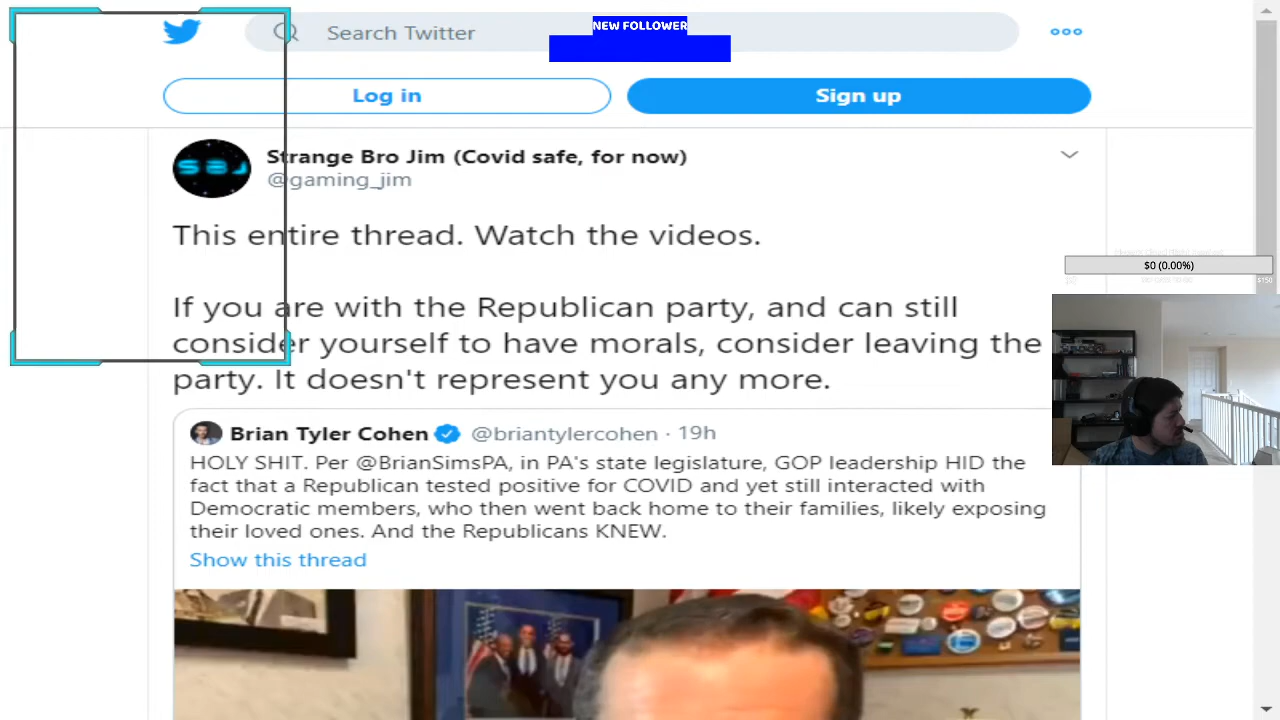 NEW FOLLOWER
Search Twitter
Log in
Sign up
SBJ
Strange Bro Jim (Covid safe, for now)
@gaming_jim
This entire thread. Watch the videos.
$0 (0.00%)
$150
If you are with the Republican party, and can still
consider yourself to have morals, consider leaving the
party. It doesn't represent you any more.
Brian Tyler Cohen @briantylercohen · 19h
HOLY SHIT. Per @BrianSimsPA, in PA's state legislature, GOP leadership HID the
fact that a Republican tested positive for COVID and yet still interacted with
Democratic members, who then went back home to their families, likely exposing
their loved ones. And the Republicans KNEW.
Show this thread